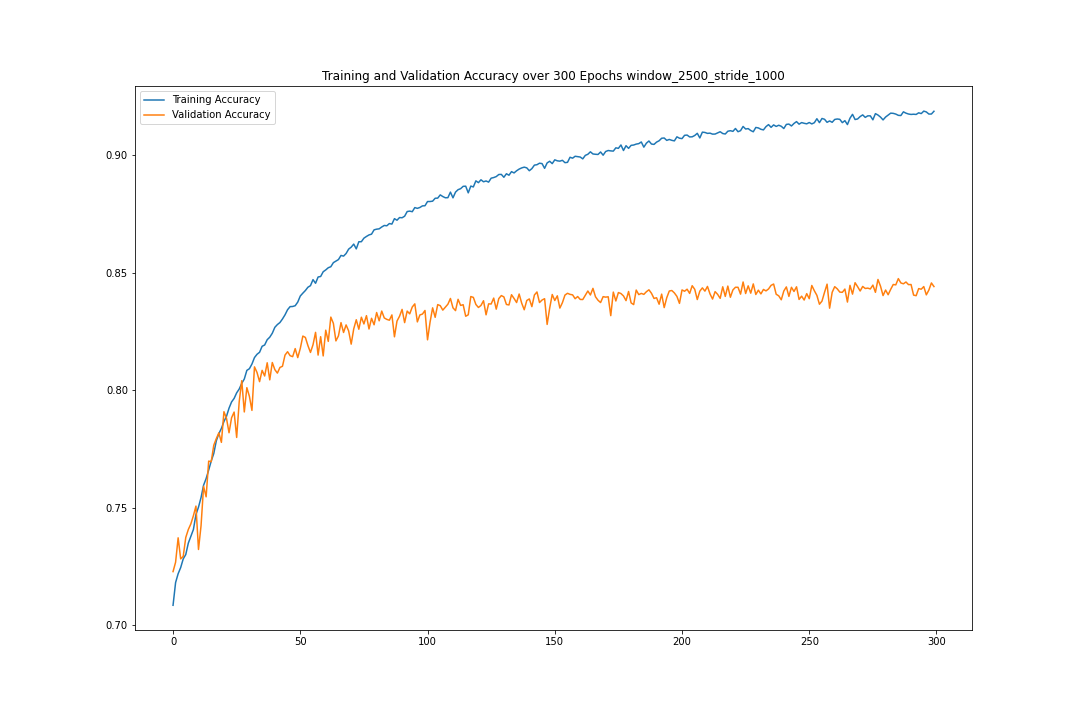 Training and Validation Accuracy over 300 Epochs window_2500_stride_1000
Training Accuracy
Validation Accuracy
0.90
0.85
0.80
0.75
0.70
0 50 100 150 200 250 300